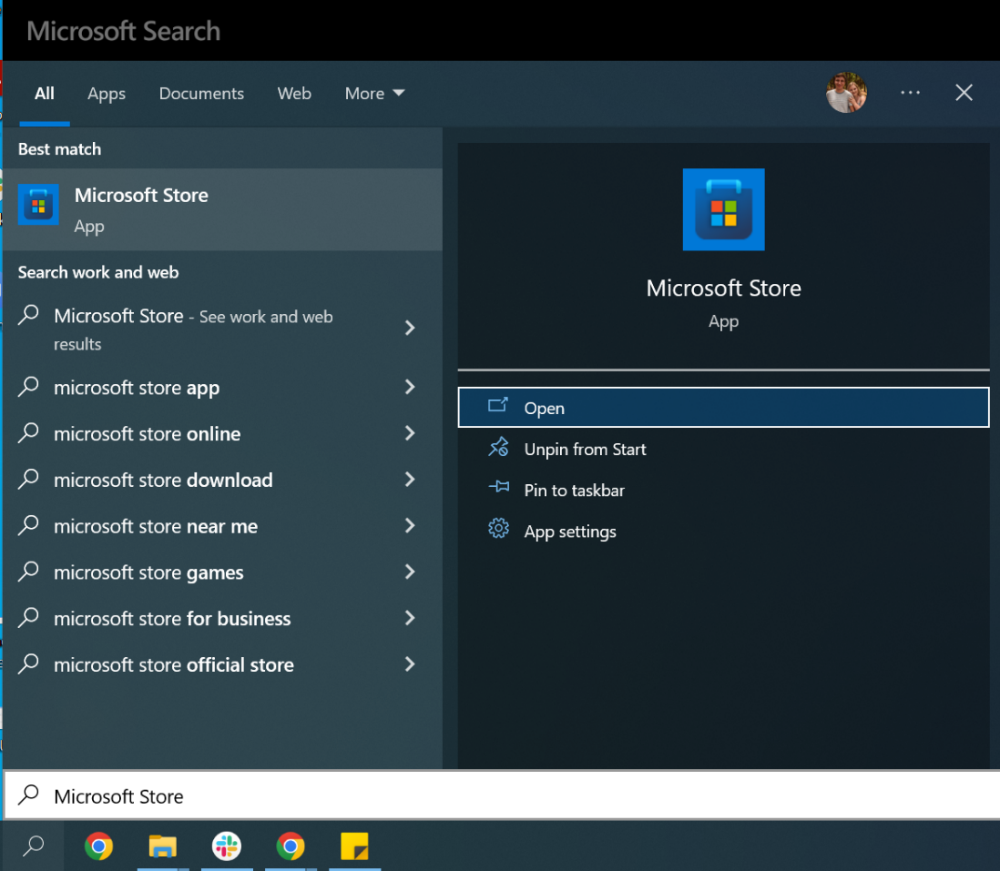 Microsoft Search
All Apps Documents Web More
Best match
Microsoft Store
App
Search work and web
Microsoft Store - See work and web
results
microsoft store app
microsoft store online
microsoft store download
microsoft store near me
microsoft store games
microsoft store for business
microsoft store official store
Microsoft Store
App
Open
Unpin from Start
Pin to taskbar
App settings
Microsoft Store